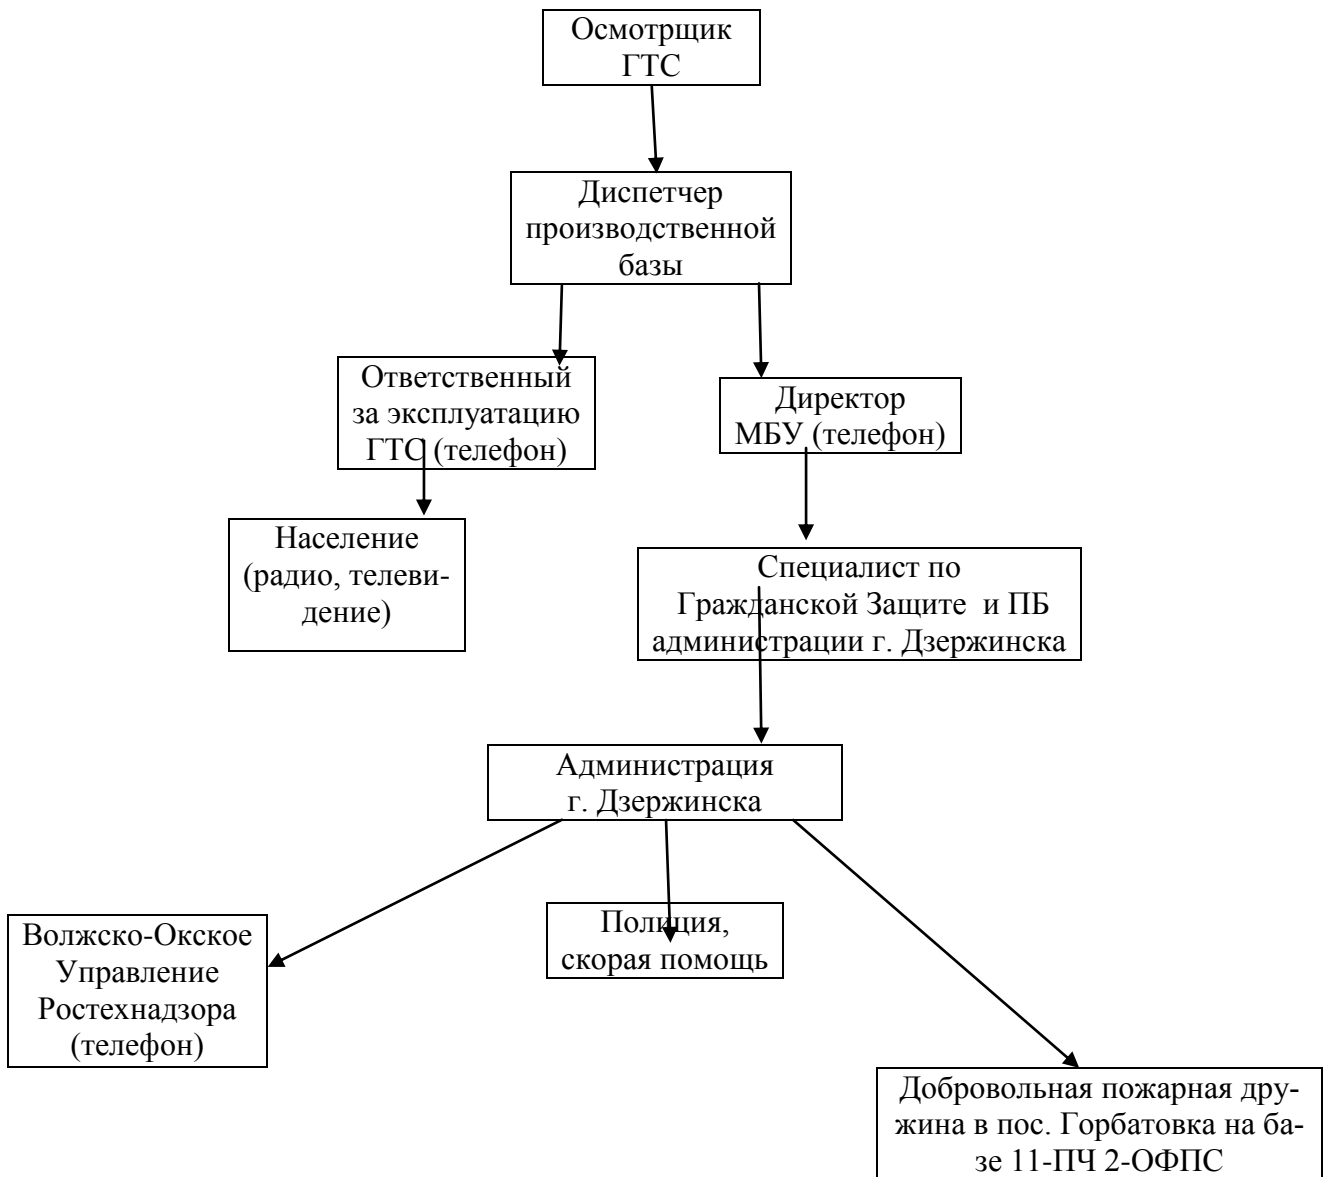 Осмотрщик
ГТС
Диспетчер
производственной
базы
Ответственный
за эксплуатацию
ГТС (телефон)
Директор
МБУ (телефон)
Население
(радио, телеви-
дение)
Специалист по
Гражданской Защите и ПБ
администрации г. Дзержинска
Администрация
г. Дзержинска
Волжско-Окское
Управление
Ростехнадзора
(телефон)
Полиция,
скорая помощь
Добровольная пожарная дру-
жина в пос. Горбатовка на ба-
зе 11-ПЧ 2-ОФПС